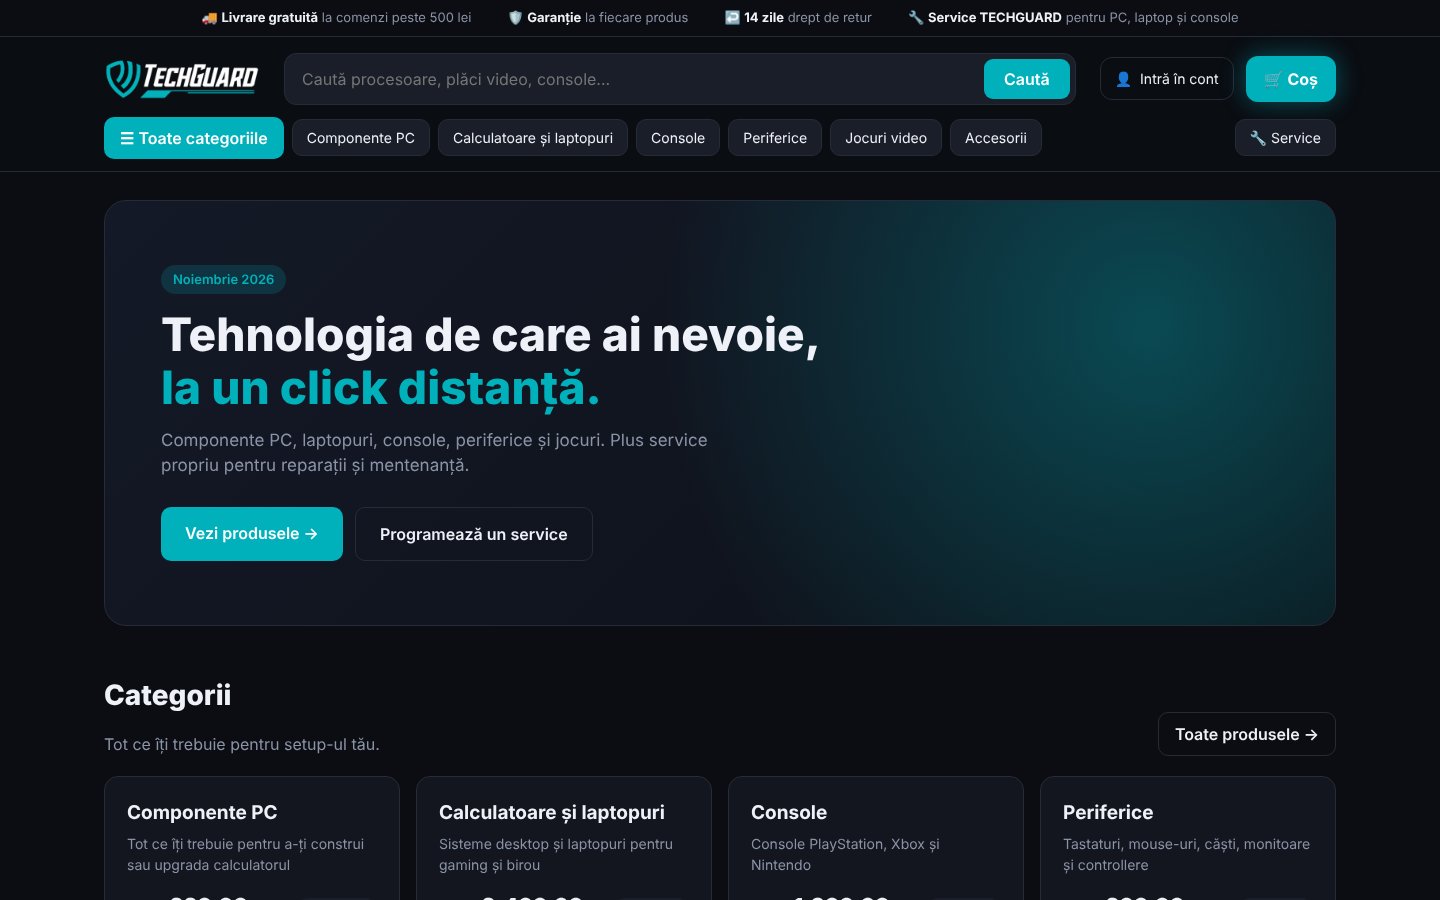 🚚 Livrare gratuită la comenzi peste 500 lei
🛡️ Garanție la fiecare produs
↩️ 14 zile drept de retur
🔧 Service TECHGUARD pentru PC, laptop și console
TECHGUARD
Caută procesoare, plăci video, console...
Caută
👤 Intră în cont
🛒 Coș
☰ Toate categoriile
Componente PC
Calculatoare și laptopuri
Console
Periferice
Jocuri video
Accesorii
🔧 Service
Noiembrie 2026
Tehnologia de care ai nevoie,
la un click distanță.
Componente PC, laptopuri, console, periferice și jocuri. Plus service
propriu pentru reparații și mentenanță.
Vezi produsele →
Programează un service
Categorii
Tot ce îți trebuie pentru setup-ul tău.
Toate produsele →
Componente PC
Tot ce îți trebuie pentru a-ți construi
sau upgrada calculatorul
Calculatoare și laptopuri
Sisteme desktop și laptopuri pentru
gaming și birou
Console
Console PlayStation, Xbox și
Nintendo
Periferice
Tastaturi, mouse-uri, căști, monitoare
și controllere